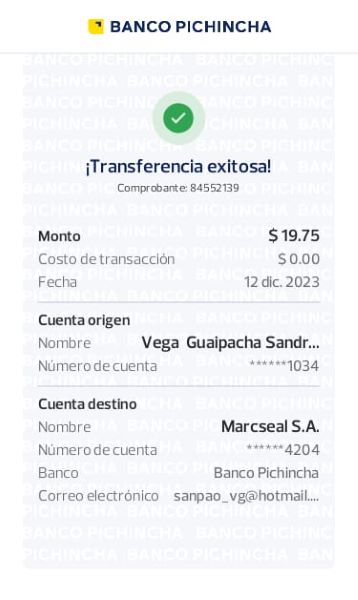 BANCO PICHINCHA
¡Transferencia exitosa!
Comprobante: 84552139
Monto $ 19.75
Costo de transacción $ 0.00
Fecha 12 dic. 2023
Cuenta origen
Nombre Vega Guaipacha Sandr...
Número de cuenta ******1034
Cuenta destino
Nombre Marcseal S.A.
Número de cuenta ******4204
Banco Banco Pichincha
Correo electrónico sanpao_vg@hotmail....